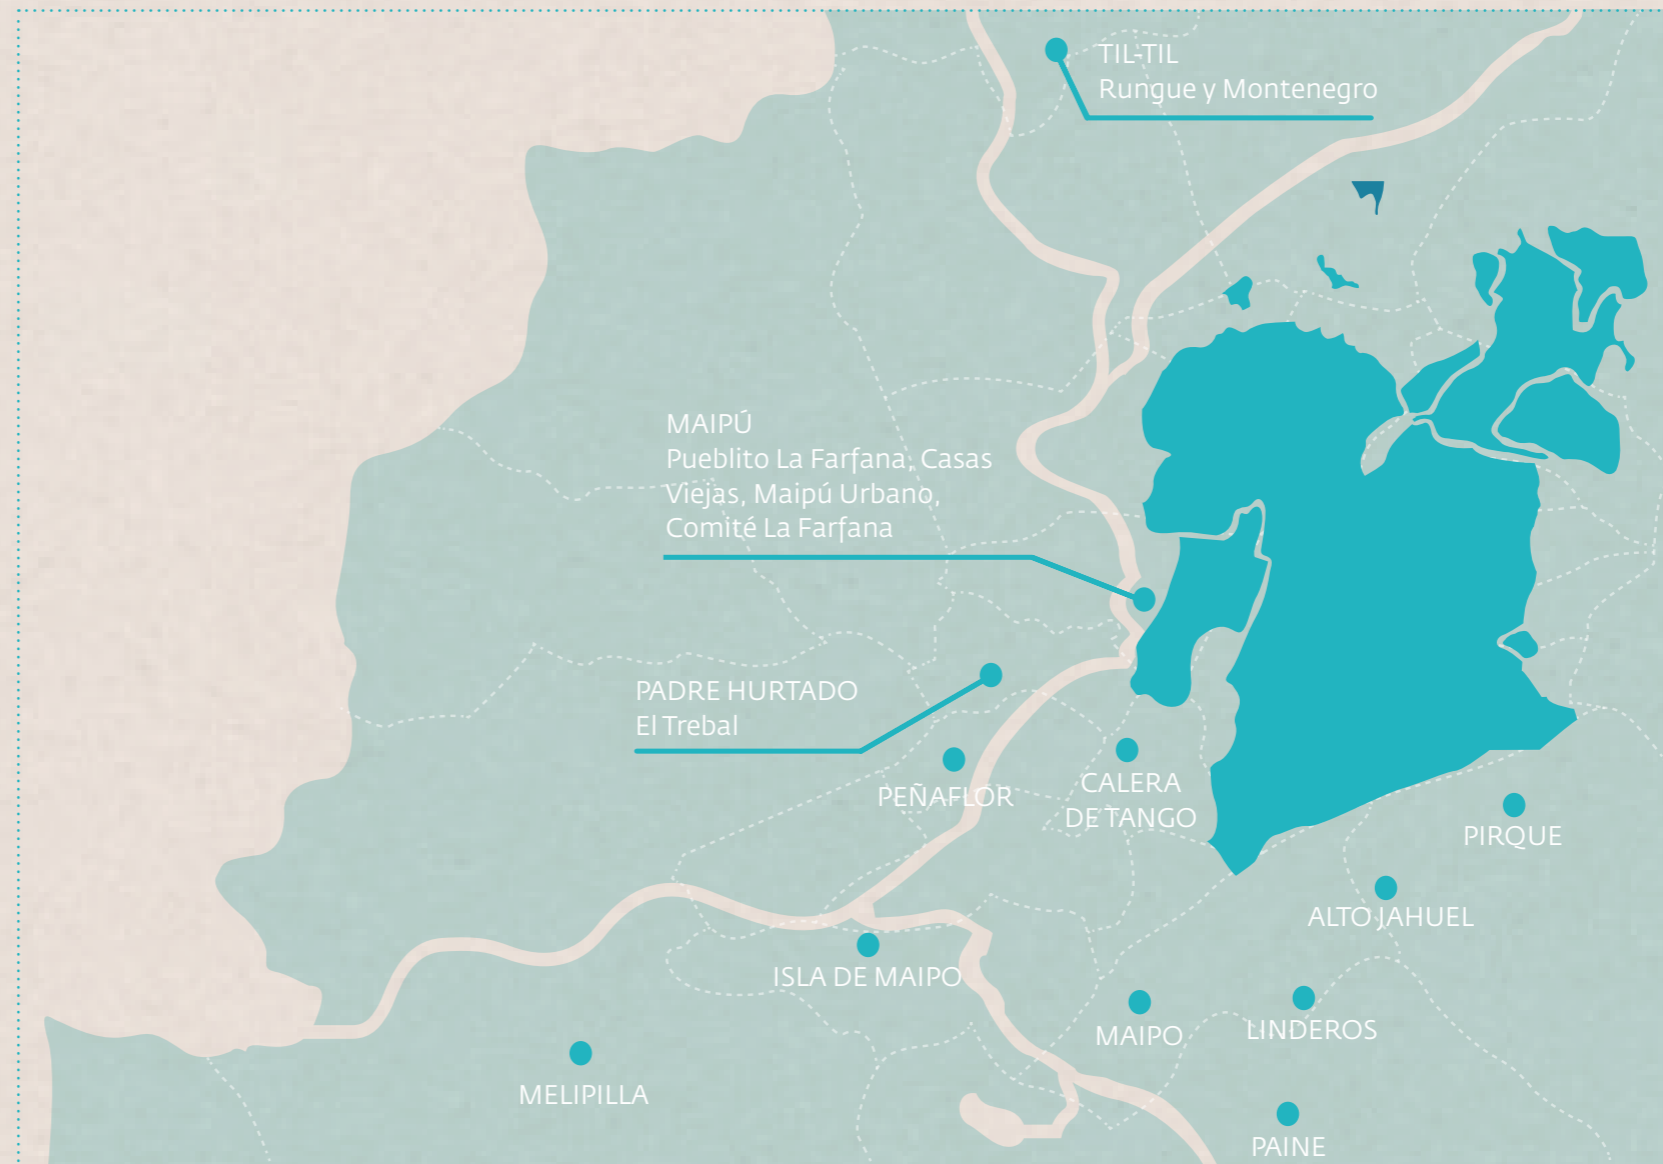 TIL-TIL
Rungue y Montenegro
MAIPÚ
Pueblito La Farfana, Casas
Viejas, Maipú Urbano,
Comité La Farfana
PADRE HURTADO
El Trebal
PEÑAFLOR
CALERA
DE TANGO
PIRQUE
ALTO JAHUEL
ISLA DE MAIPO
MAIPO
LINDEROS
MELIPILLA
PAINE